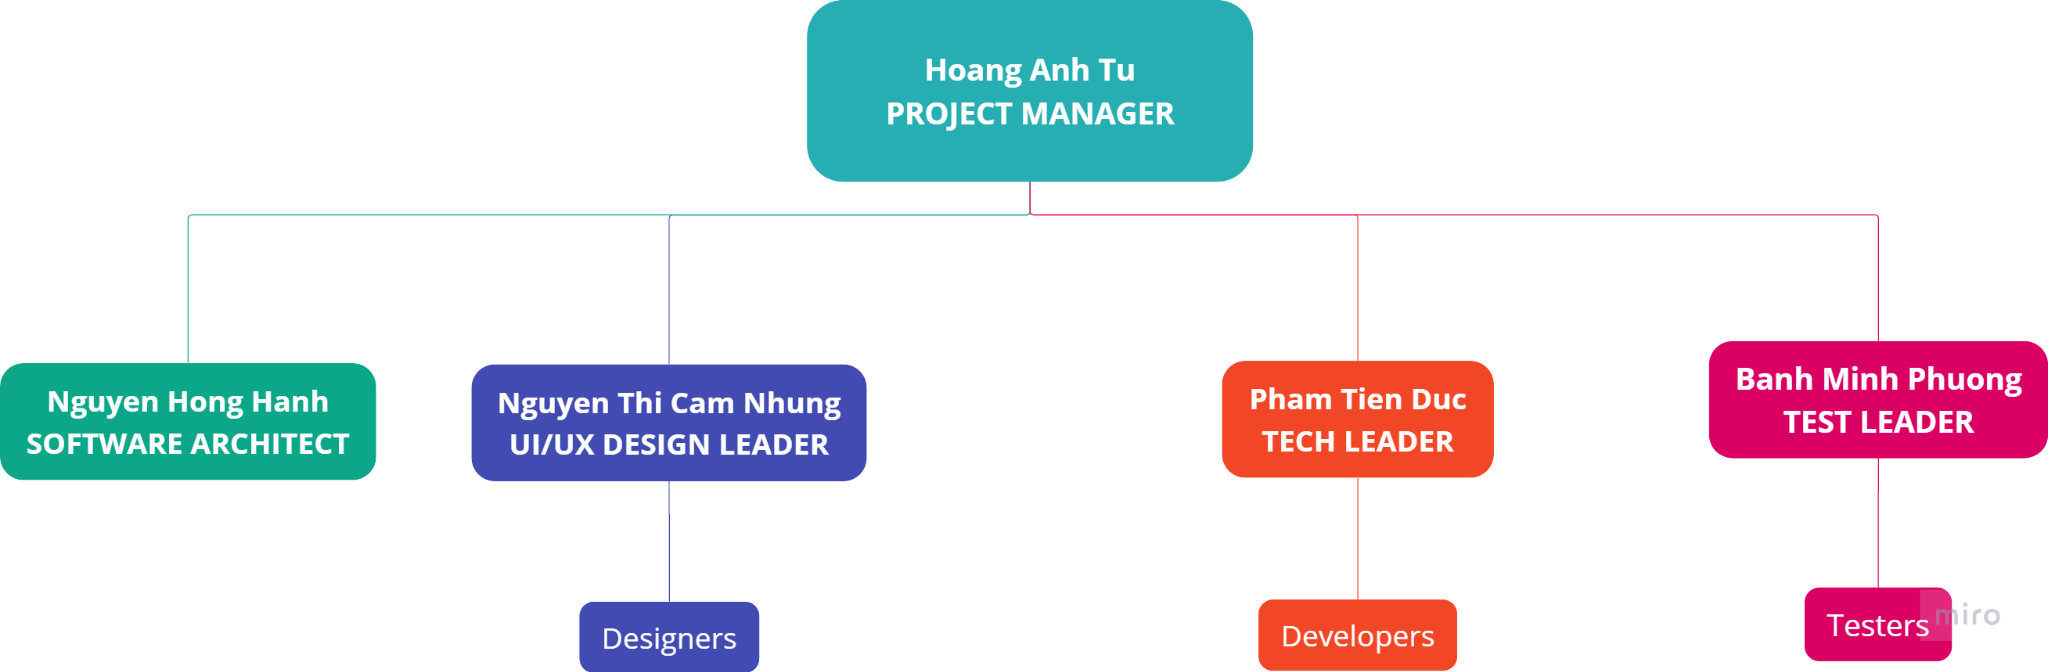 Hoang Anh Tu
PROJECT MANAGER
Nguyen Hong Hanh
SOFTWARE ARCHITECT
Nguyen Thi Cam Nhung
UI/UX DESIGN LEADER
Pham Tien Duc
TECH LEADER
Banh Minh Phuong
TEST LEADER
Designers
Developers
Testers
miro